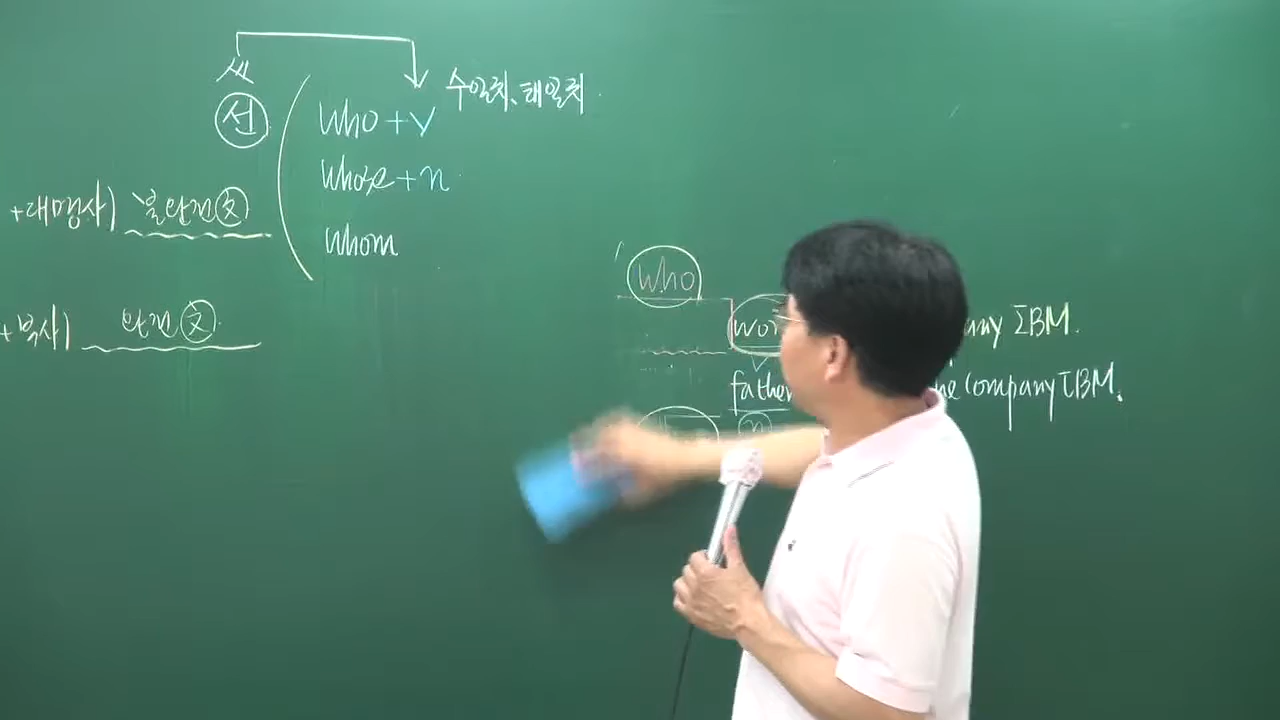 수일치、태일치.
선 who + v
whose + n
+대명사) 불완전文
whom
+부사) 완전文
who
any IBM.
father he company IBM.
n